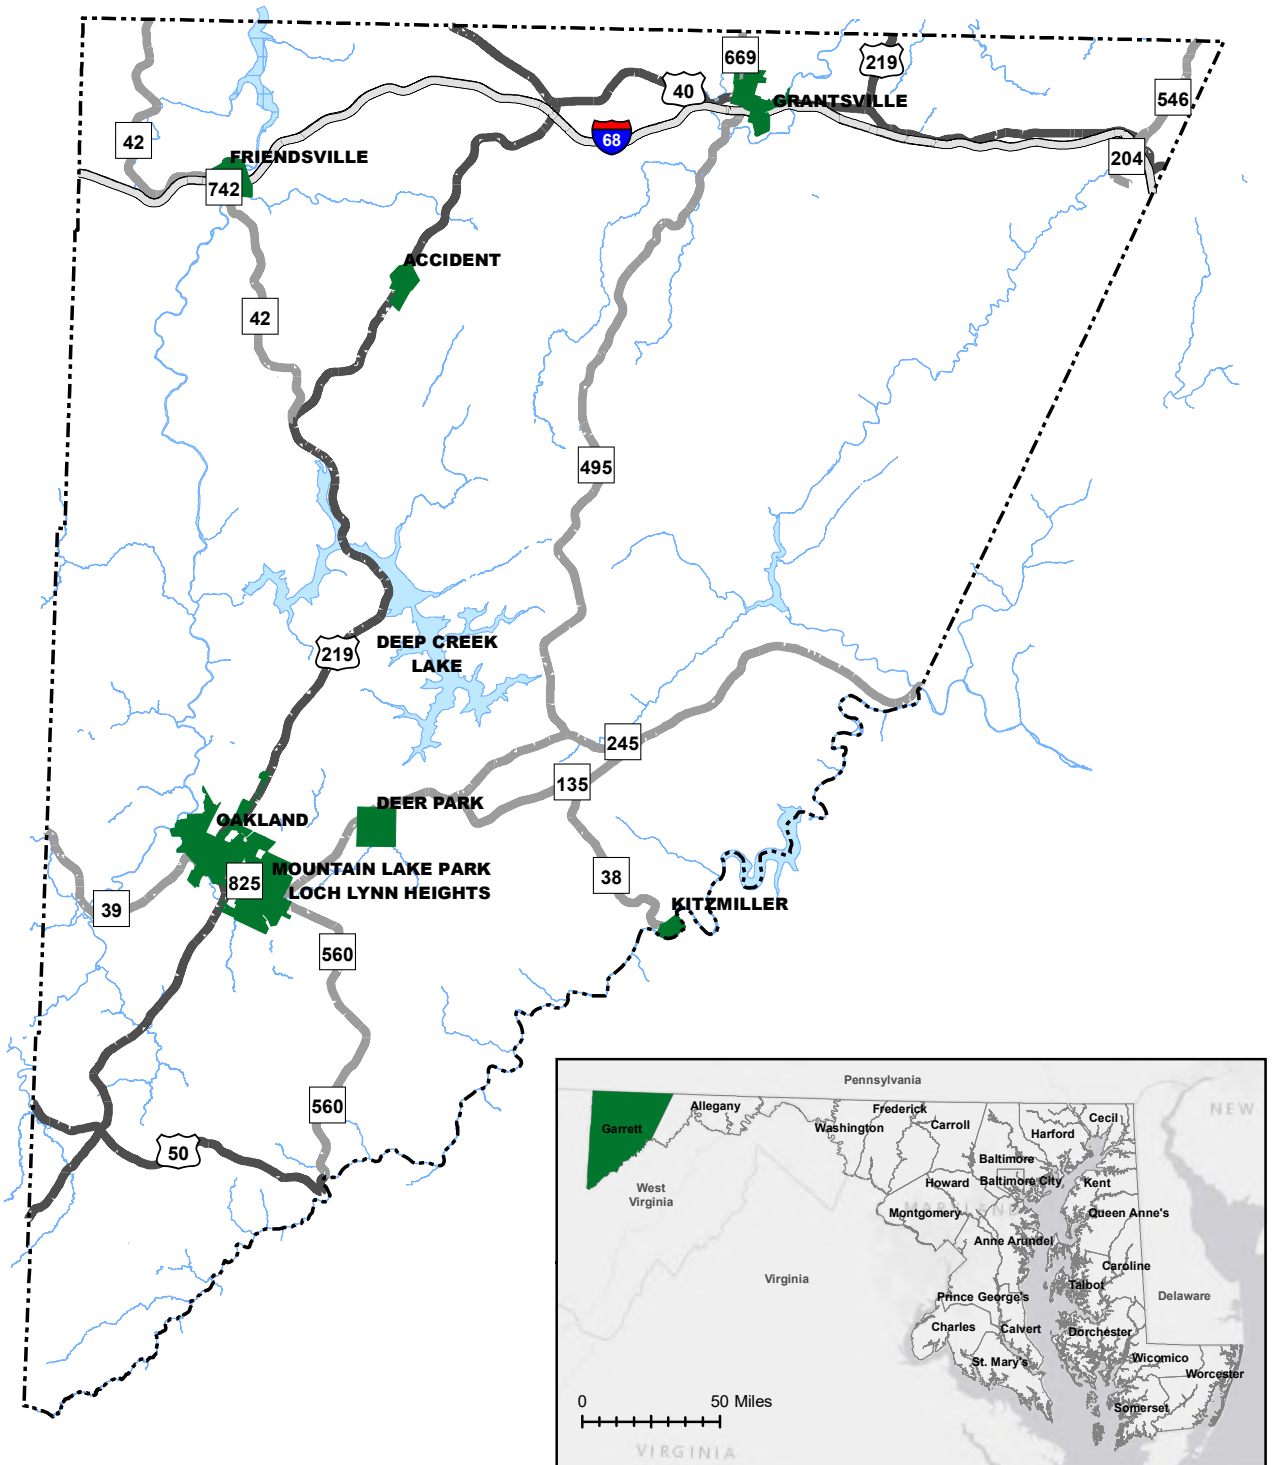 669
219
40
GRANTSVILLE
546
42
68
204
FRIENDSVILLE
742
ACCIDENT
42
495
219
DEEP CREEK
LAKE
245
135
DEER PARK
OAKLAND
MOUNTAIN LAKE PARK
825
LOCH LYNN HEIGHTS
38
KITZMILLER
39
560
560
50
Pennsylvania
NEW
Allegany
Frederick
Cecil
Garrett
Washington
Carroll
Harford
Baltimore
West
Virginia
Howard
Baltimore City
Kent
MARYLAND
Montgomery
Queen Anne's
Anne Arundel
Caroline
Virginia
Talbot
Prince George's
Delaware
Charles
Calvert
Dorchester
St. Mary's
Wicomico
Worcester
0 50 Miles
Somerset
VIRGINIA